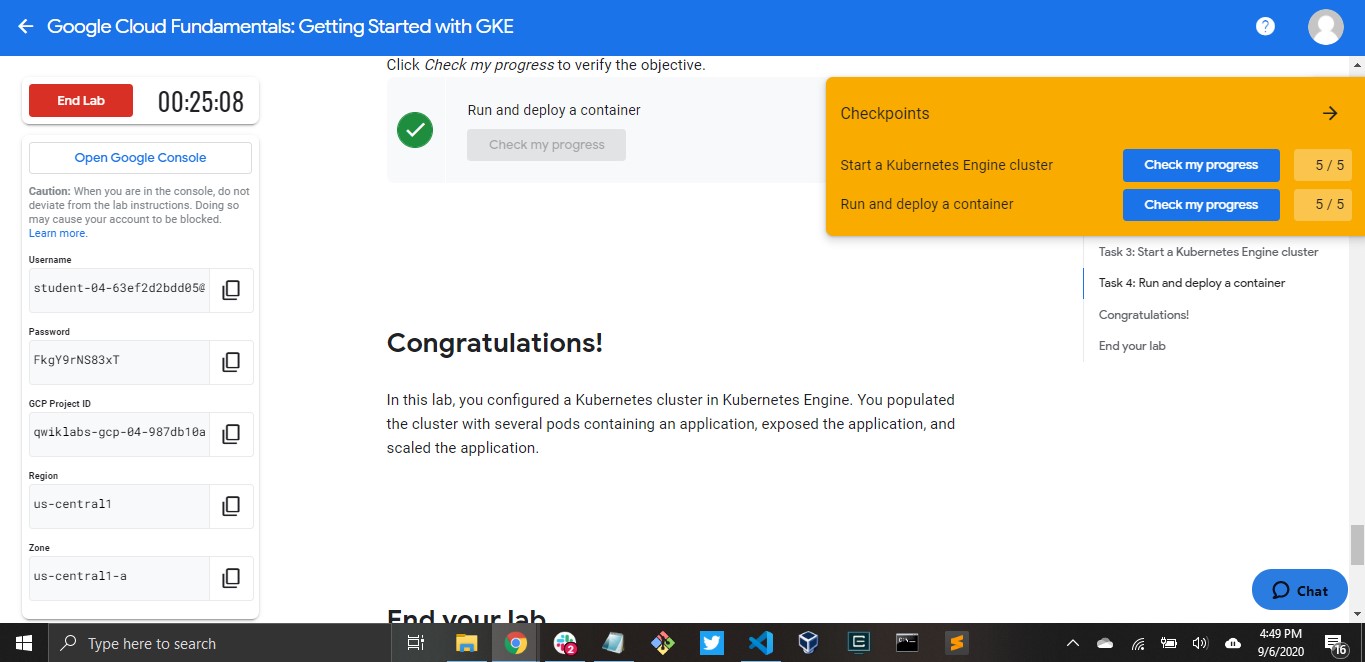 Google Cloud Fundamentals: Getting Started with GKE
?
End Lab
00:25:08
Open Google Console
Caution: When you are in the console, do not
deviate from the lab instructions. Doing so
may cause your account to be blocked.
Learn more.
Username
student-04-63ef2d2bdd05@
Password
FkgY9rNS83xT
GCP Project ID
qwiklabs-gcp-04-987db10a
Region
us-central1
Zone
us-central1-a
Click Check my progress to verify the objective.
Run and deploy a container
Check my progress
Congratulations!
In this lab, you configured a Kubernetes cluster in Kubernetes Engine. You populated
the cluster with several pods containing an application, exposed the application, and
scaled the application.
End your lab
Checkpoints
Start a Kubernetes Engine cluster
Check my progress
5 / 5
Run and deploy a container
Check my progress
5 / 5
Task 3: Start a Kubernetes Engine cluster
Task 4: Run and deploy a container
Congratulations!
End your lab
Chat
Type here to search
2
4:49 PM
9/6/2020
16